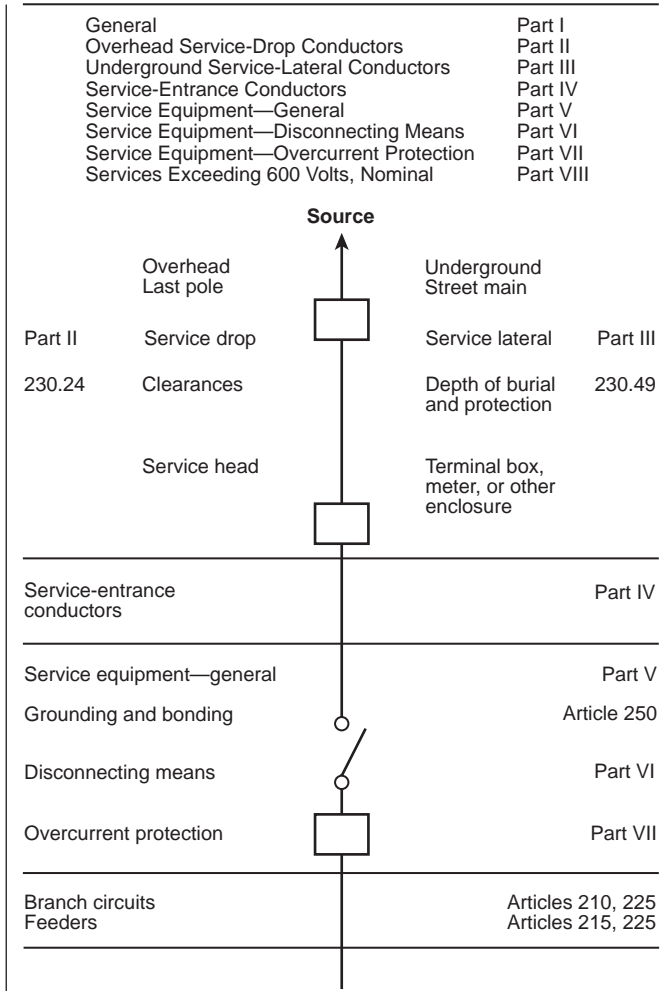 General Part I
Overhead Service-Drop Conductors Part II
Underground Service-Lateral Conductors Part III
Service-Entrance Conductors Part IV
Service Equipment—General Part V
Service Equipment—Disconnecting Means Part VI
Service Equipment—Overcurrent Protection Part VII
Services Exceeding 600 Volts, Nominal Part VIII
Source
Overhead
Last pole
Underground
Street main
Part II Service drop Service lateral Part III
230.24 Clearances
Depth of burial 230.49
and protection
Service head
Terminal box,
meter, or other
enclosure
Service-entrance
conductors
Part IV
Service equipment—general Part V
Grounding and bonding Article 250
Disconnecting means Part VI
Overcurrent protection Part VII
Branch circuits Articles 210, 225
Feeders Articles 215, 225